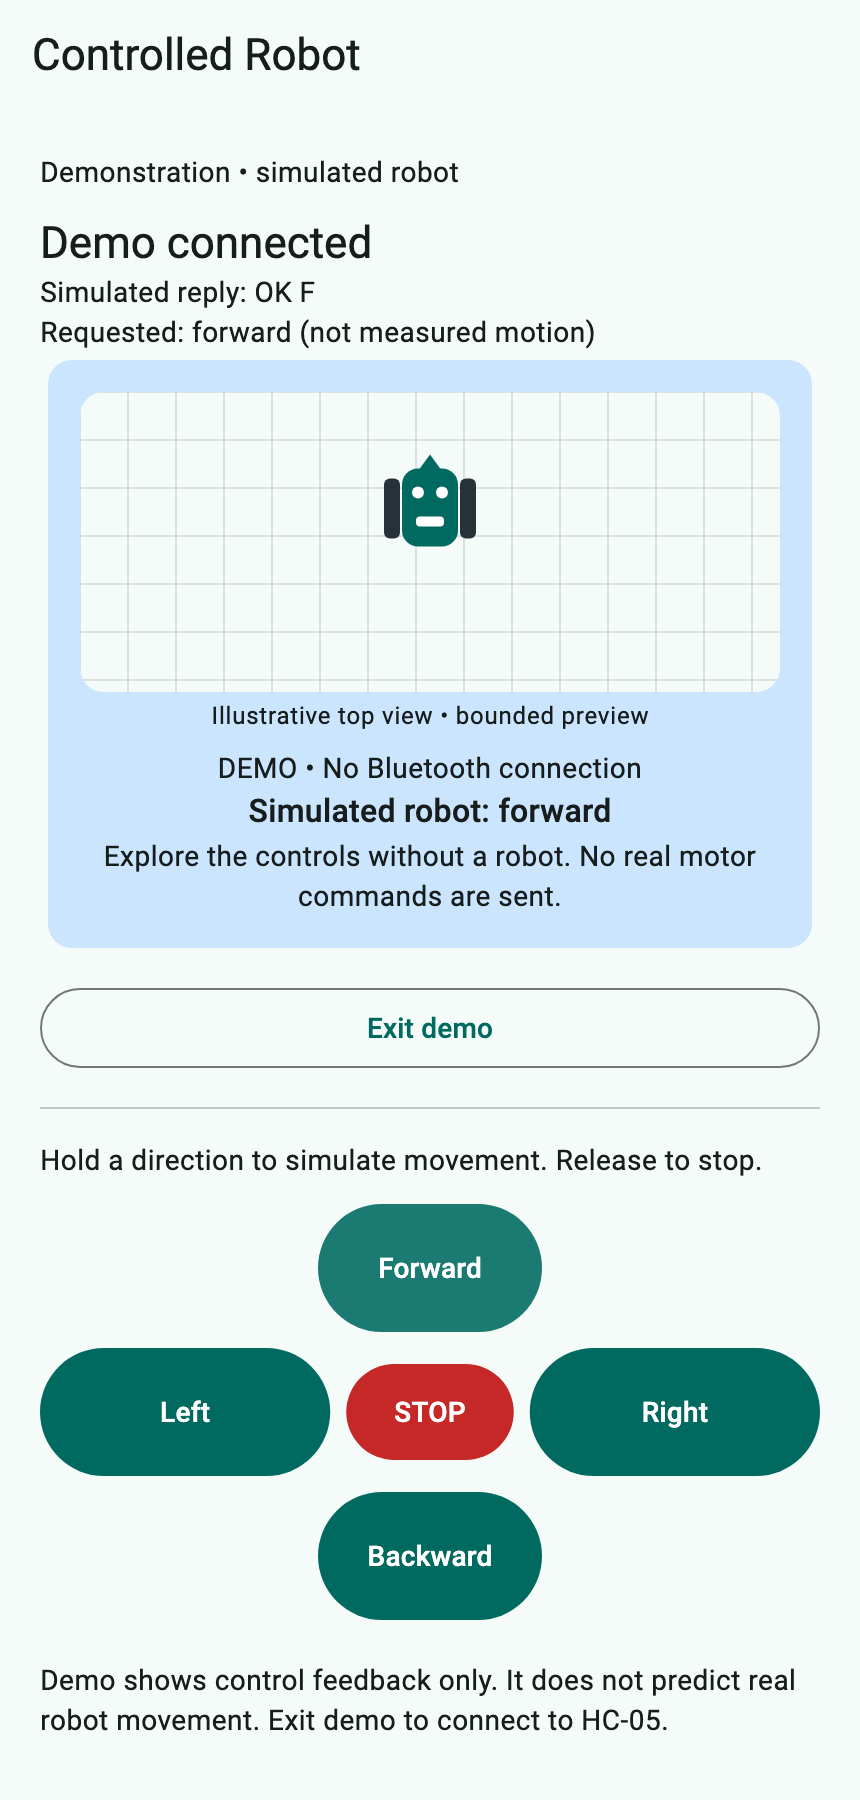 Controlled Robot
Demonstration • simulated robot
Demo connected
Simulated reply: OK F
Requested: forward (not measured motion)
Illustrative top view • bounded preview
DEMO • No Bluetooth connection
Simulated robot: forward
Explore the controls without a robot. No real motor
commands are sent.
Exit demo
Hold a direction to simulate movement. Release to stop.
Forward
Left
STOP
Right
Backward
Demo shows control feedback only. It does not predict real
robot movement. Exit demo to connect to HC-05.